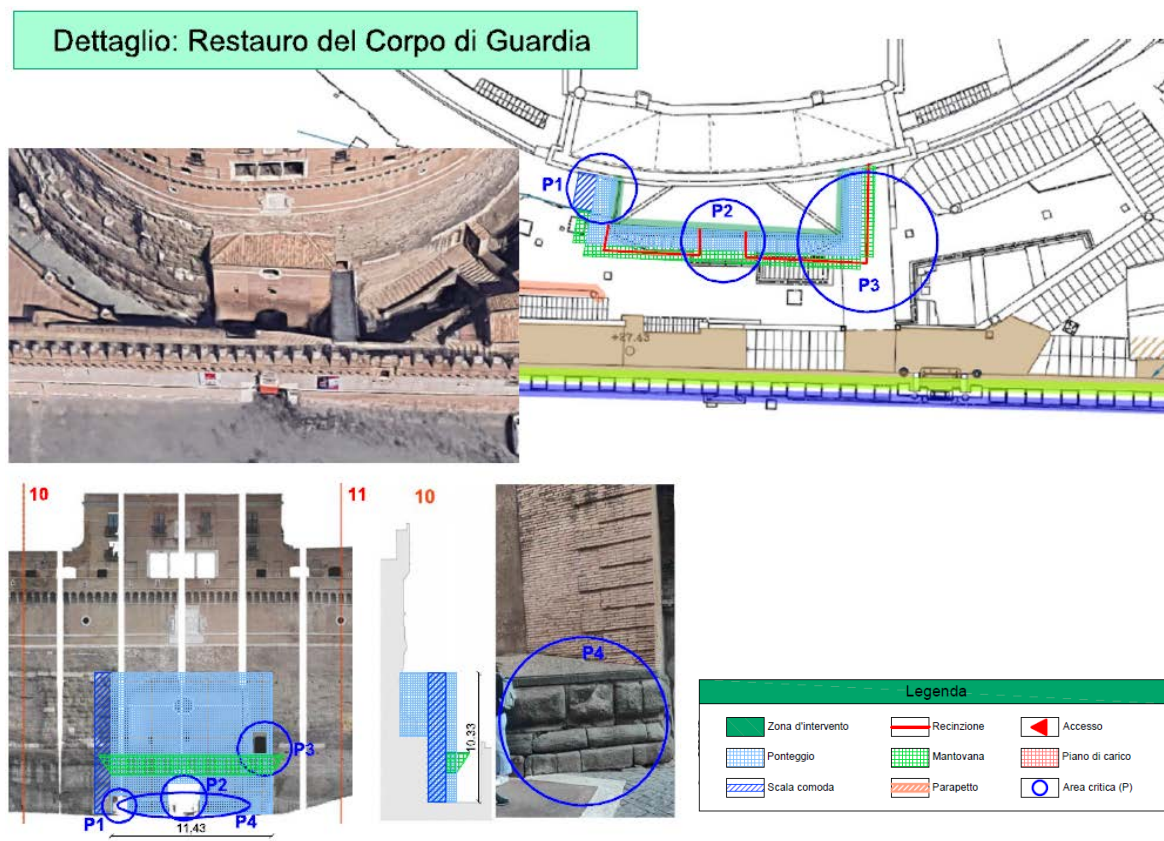 Dettaglio: Restauro del Corpo di Guardia
P1
P2
P3
+27.43
10
11
10
P4
10.33
P3
P2
P1
P4
11,43
Legenda
Zona d'intervento
Recinzione
Accesso
Ponteggio
Mantovana
Piano di carico
Scala comoda
Parapetto
Area critica (P)